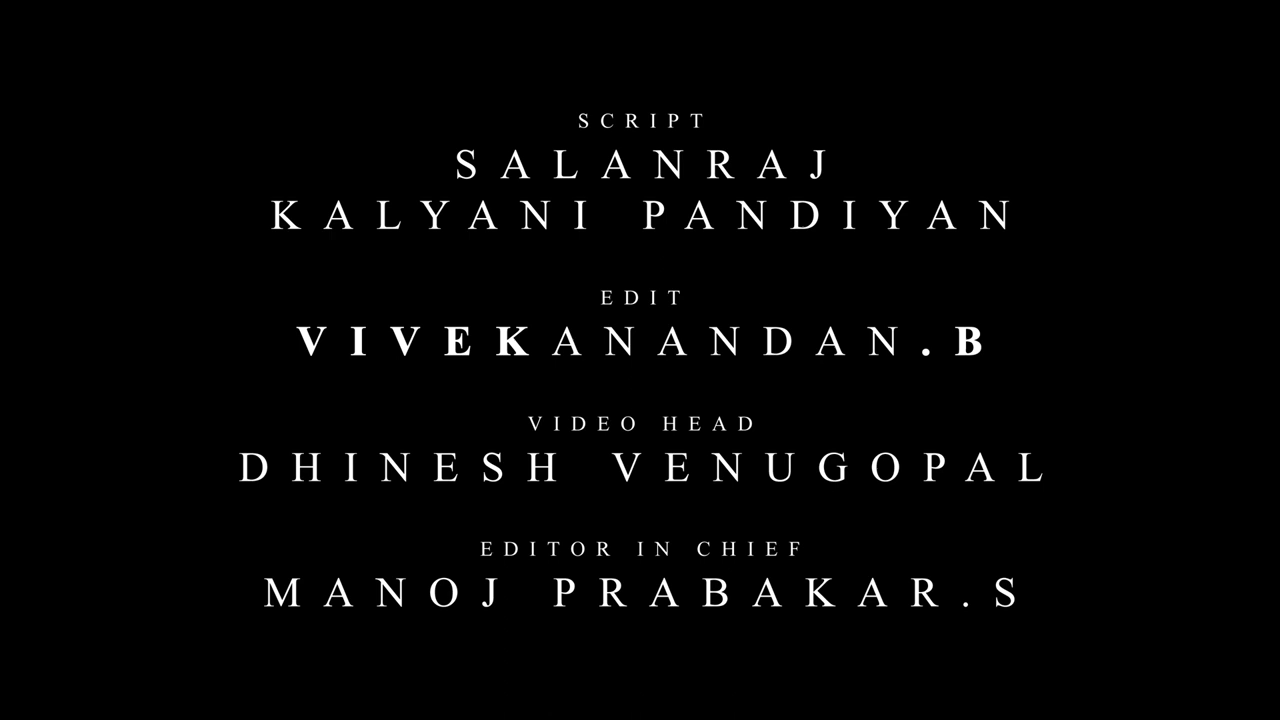 SCRIPT
SALANRAJ
KALYANI PANDIYAN
EDIT
VIVEKANANDAN.B
VIDEO HEAD
DHINESH VENUGOPAL
EDITOR IN CHIEF
MANOJ PRABAKAR.S